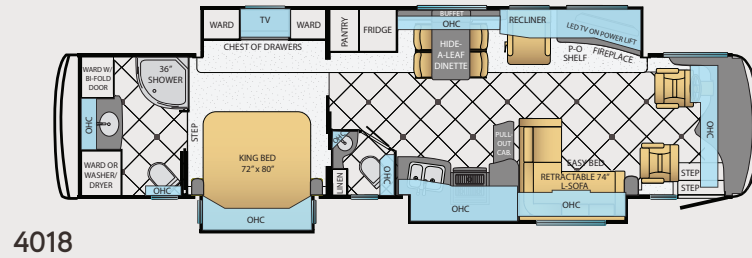 WARD
TV
WARD
CHEST OF DRAWERS
PANTRY
FRIDGE
BUFFET
OHC
HIDE-
A-LEAF
DINETTE
RECLINER
LED TV ON POWER LIFT
FIREPLACE
P-O
SHELF
WARD W/
BI-FOLD
DOOR
36"
SHOWER
OHC
WARD OR
WASHER/
DRYER
OHC
STEP
KING BED
72" x 80"
OHC
OHC
LINEN
OHC
PULL-
OUT
CAB.
OHC
EASY BED
RETRACTABLE 74"
L-SOFA
OHC
OHC
STEP
STEP
4018